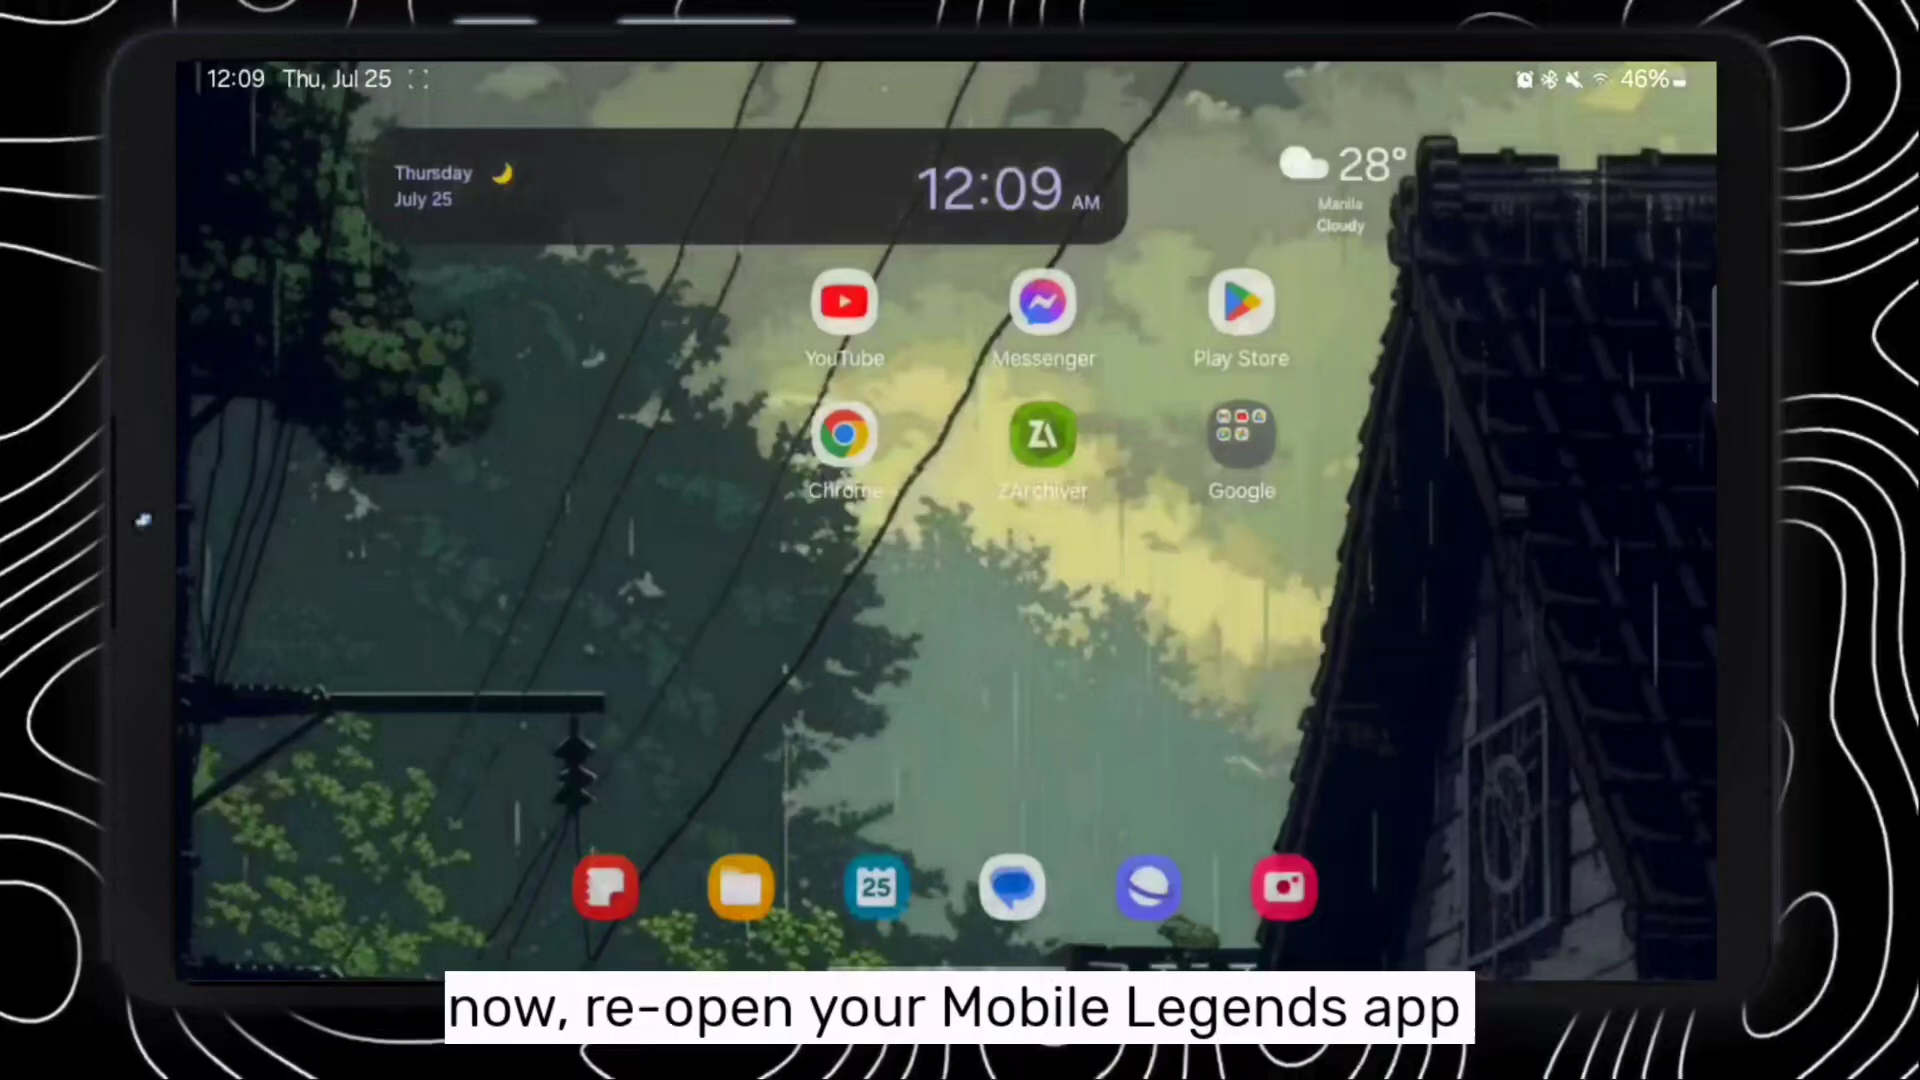 12:09 Thu, Jul 25
46%
Thursday
July 25
12:09 AM
28°
Manila
Cloudy
YouTube
Messenger
Play Store
Chrome
ZArchiver
Google
25
now, re-open your Mobile Legends app